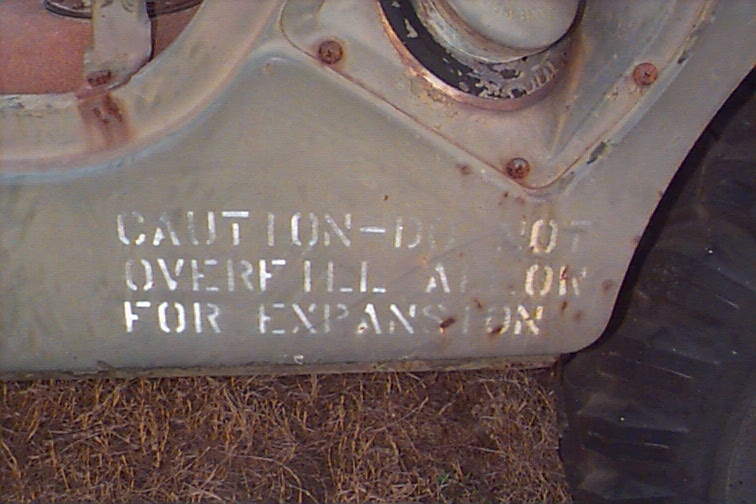 CAUTION-DO NOT
OVERFILL ALLOW
FOR EXPANSION